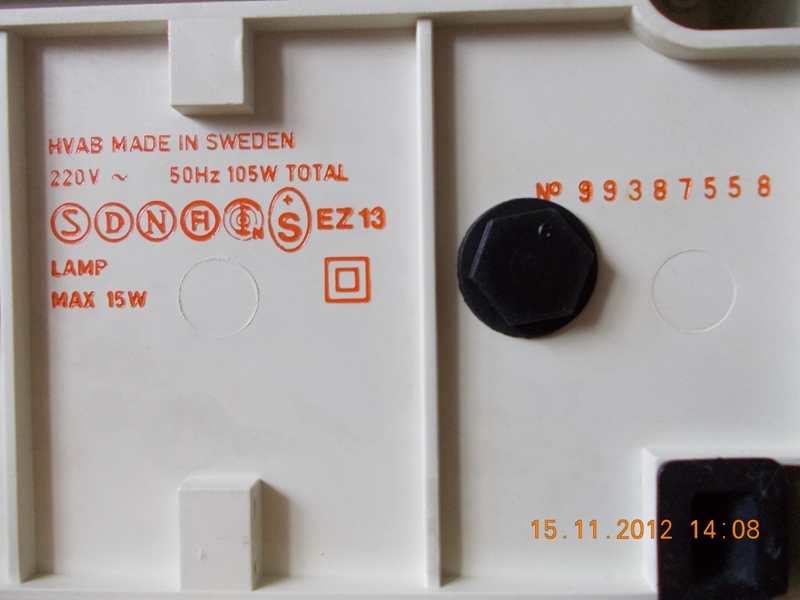 HVAB MADE IN SWEDEN
220V ~ 50Hz 105W TOTAL
S D N FI N +S EZ 13
LAMP
MAX 15W
Nº 99387558
15.11.2012 14:08